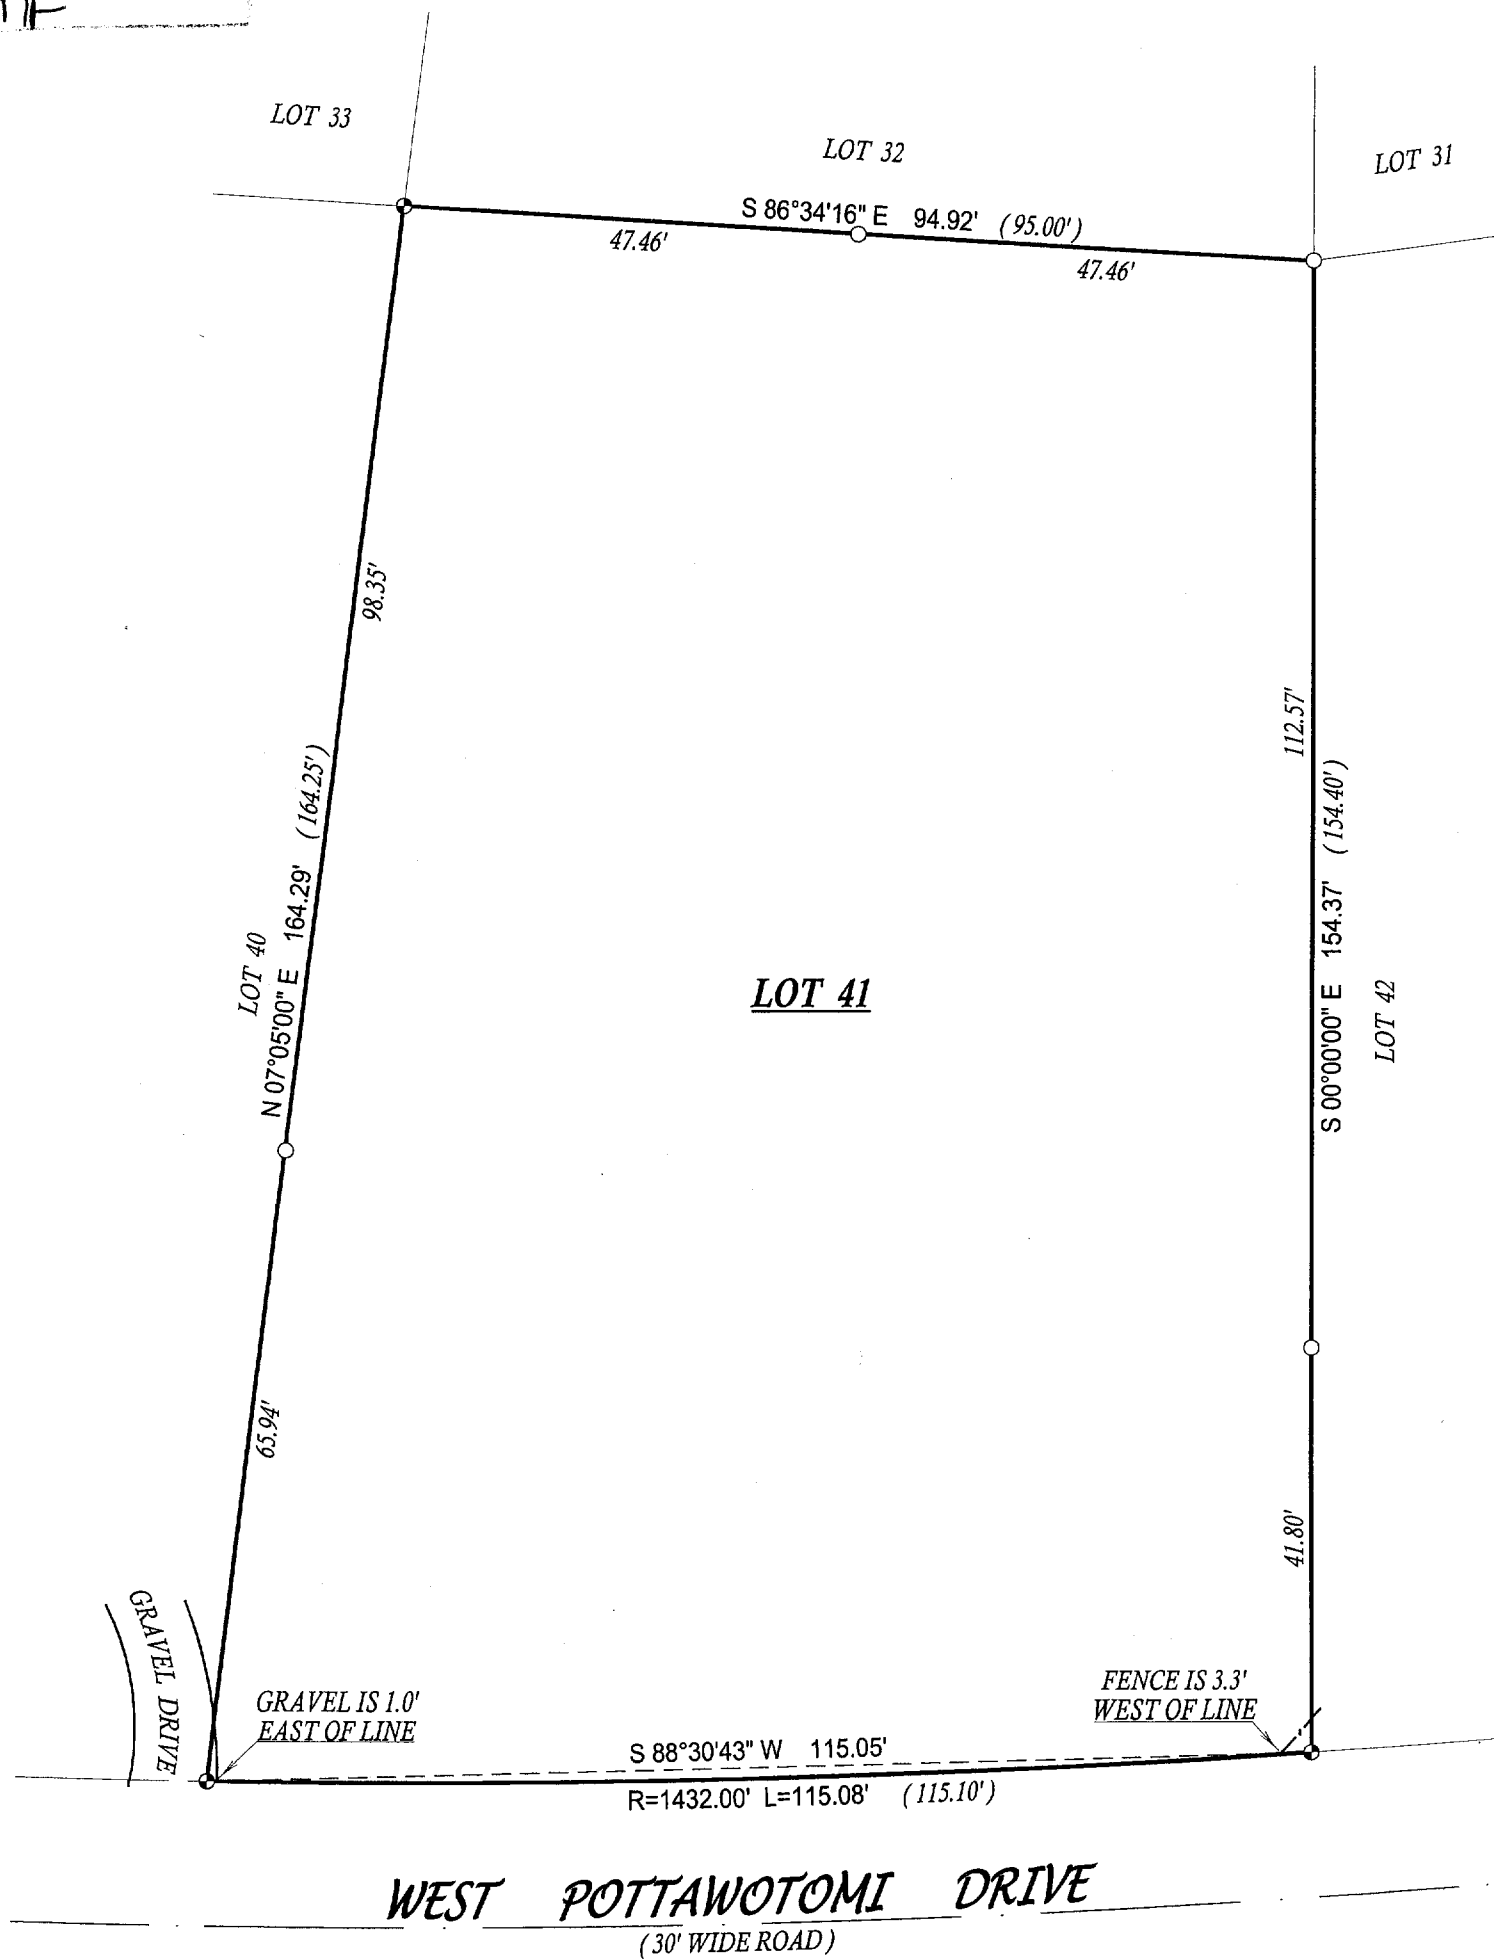 LOT 33
LOT 32
LOT 31
S 86°34'16" E 94.92' (95.00')
47.46'
47.46'
98.35'
112.57'
N 07°05'00" E 164.29' (164.25')
LOT 40
S 00°00'00" E 154.37' (154.40')
LOT 42
LOT 41
65.94'
41.80'
GRAVEL DRIVE
GRAVEL IS 1.0'
EAST OF LINE
FENCE IS 3.3'
WEST OF LINE
S 88°30'43" W 115.05'
R=1432.00' L=115.08' (115.10')
WEST POTTAWOTOMI DRIVE
(30' WIDE ROAD)